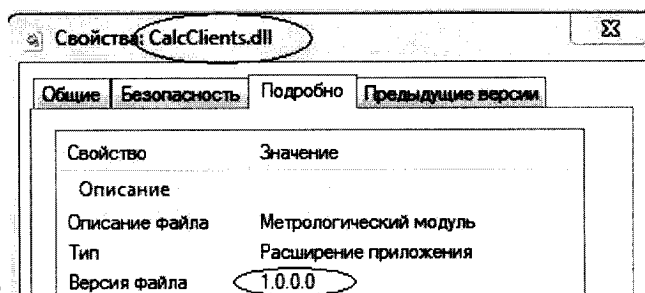 Свойства: CalcClients.dll
Общие Безопасность Подробно Предыдущие версии
Свойство Значение
Описание
Описание файла Метрологический модуль
Тип Расширение приложения
Версия файла 1.0.0.0